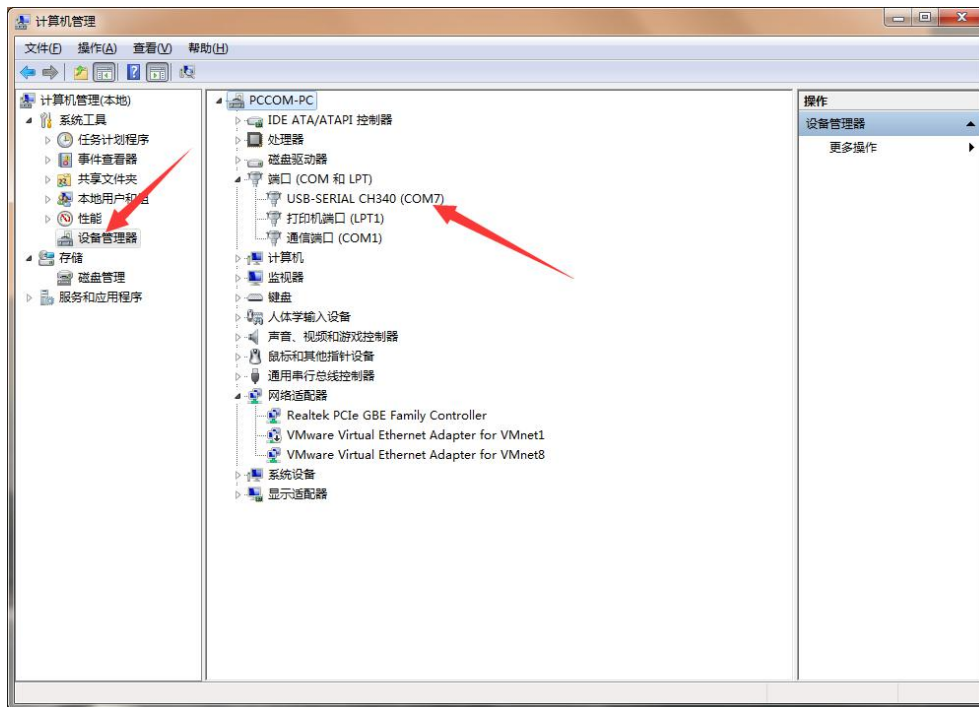 计算机管理
文件(F) 操作(A) 查看(V) 帮助(H)
计算机管理(本地)
系统工具
任务计划程序
事件查看器
共享文件夹
本地用户和组
性能
设备管理器
存储
磁盘管理
服务和应用程序
PCCOM-PC
IDE ATA/ATAPI 控制器
处理器
磁盘驱动器
端口 (COM 和 LPT)
USB-SERIAL CH340 (COM7)
打印机端口 (LPT1)
通信端口 (COM1)
计算机
监视器
键盘
人体学输入设备
声音、视频和游戏控制器
鼠标和其他指针设备
通用串行总线控制器
网络适配器
Realtek PCIe GBE Family Controller
VMware Virtual Ethernet Adapter for VMnet1
VMware Virtual Ethernet Adapter for VMnet8
系统设备
显示适配器
操作
设备管理器
更多操作